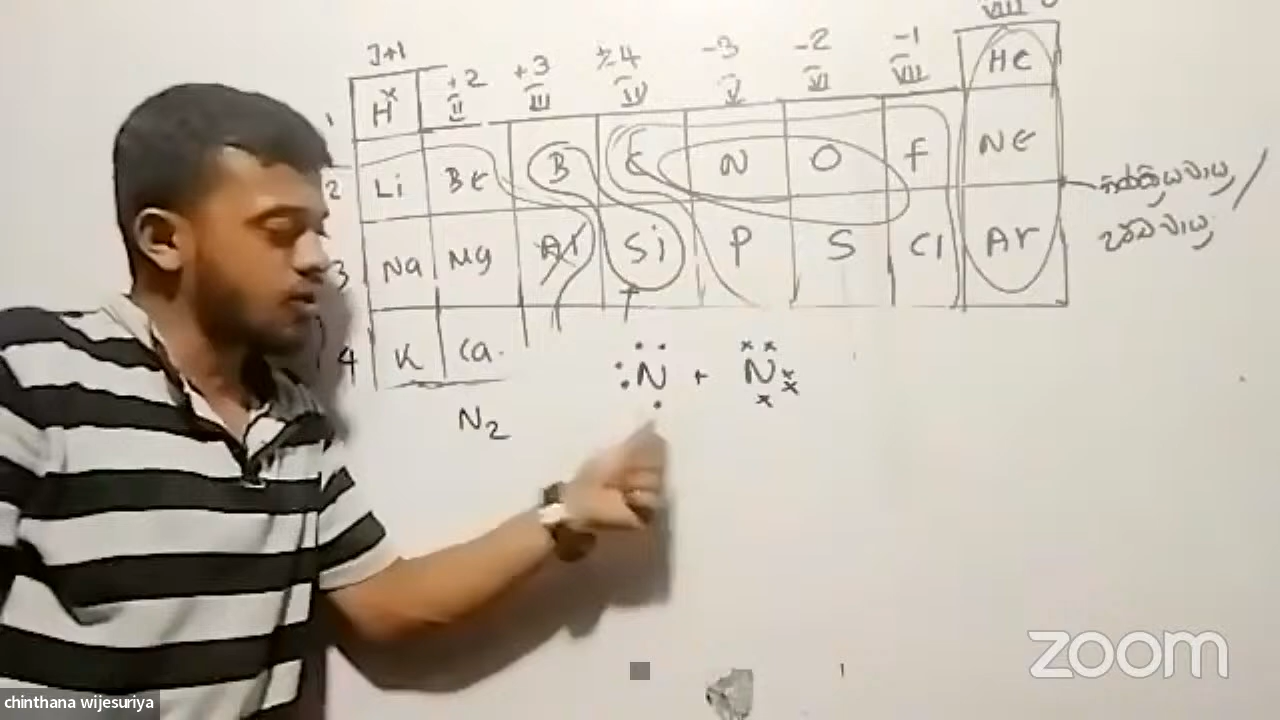 VIII
I+1 +2 +3 ±4 -3 -2 -1
II III IV V VI VII
1 H He
2 Li Be B C N O F Ne
3 Na Mg Al Si P S Cl Ar
4 K Ca
N + N
N2
zoom
chinthana wijesuriya